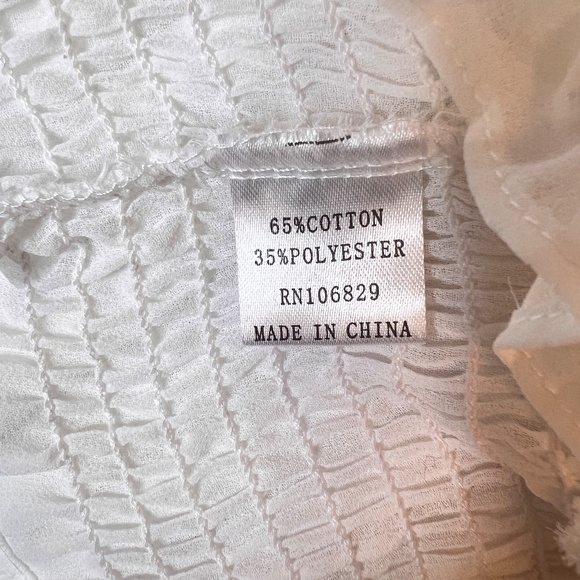 65%COTTON
35%POLYESTER
RN106829
MADE IN CHINA